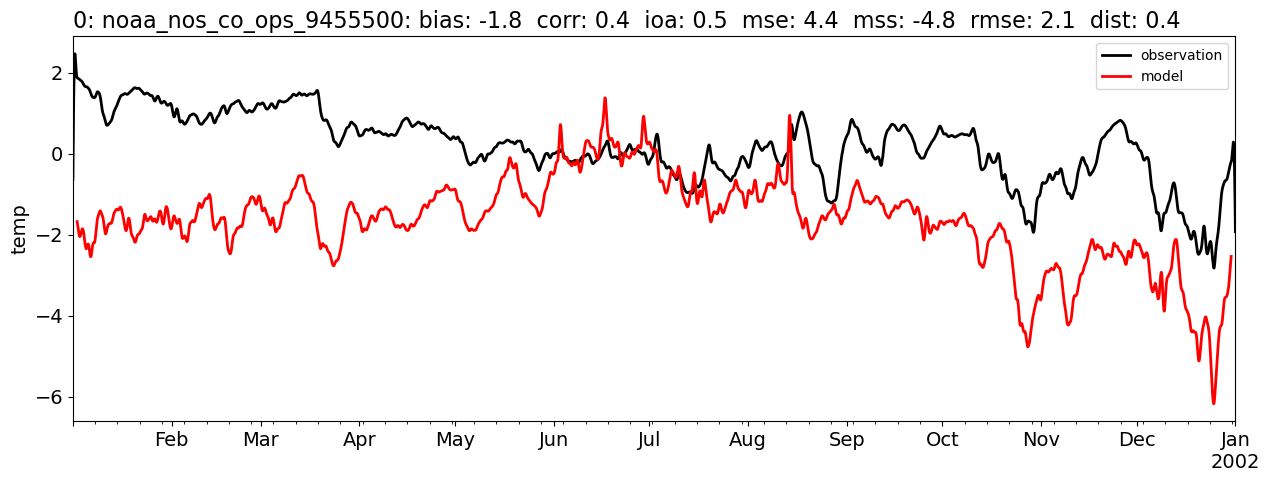 0: noaa_nos_co_ops_9455500: bias: -1.8 corr: 0.4 ioa: 0.5 mse: 4.4 mss: -4.8 rmse: 2.1 dist: 0.4
observation
model
2
0
−2
−4
−6
temp
Feb Mar Apr May Jun Jul Aug Sep Oct Nov Dec Jan
2002